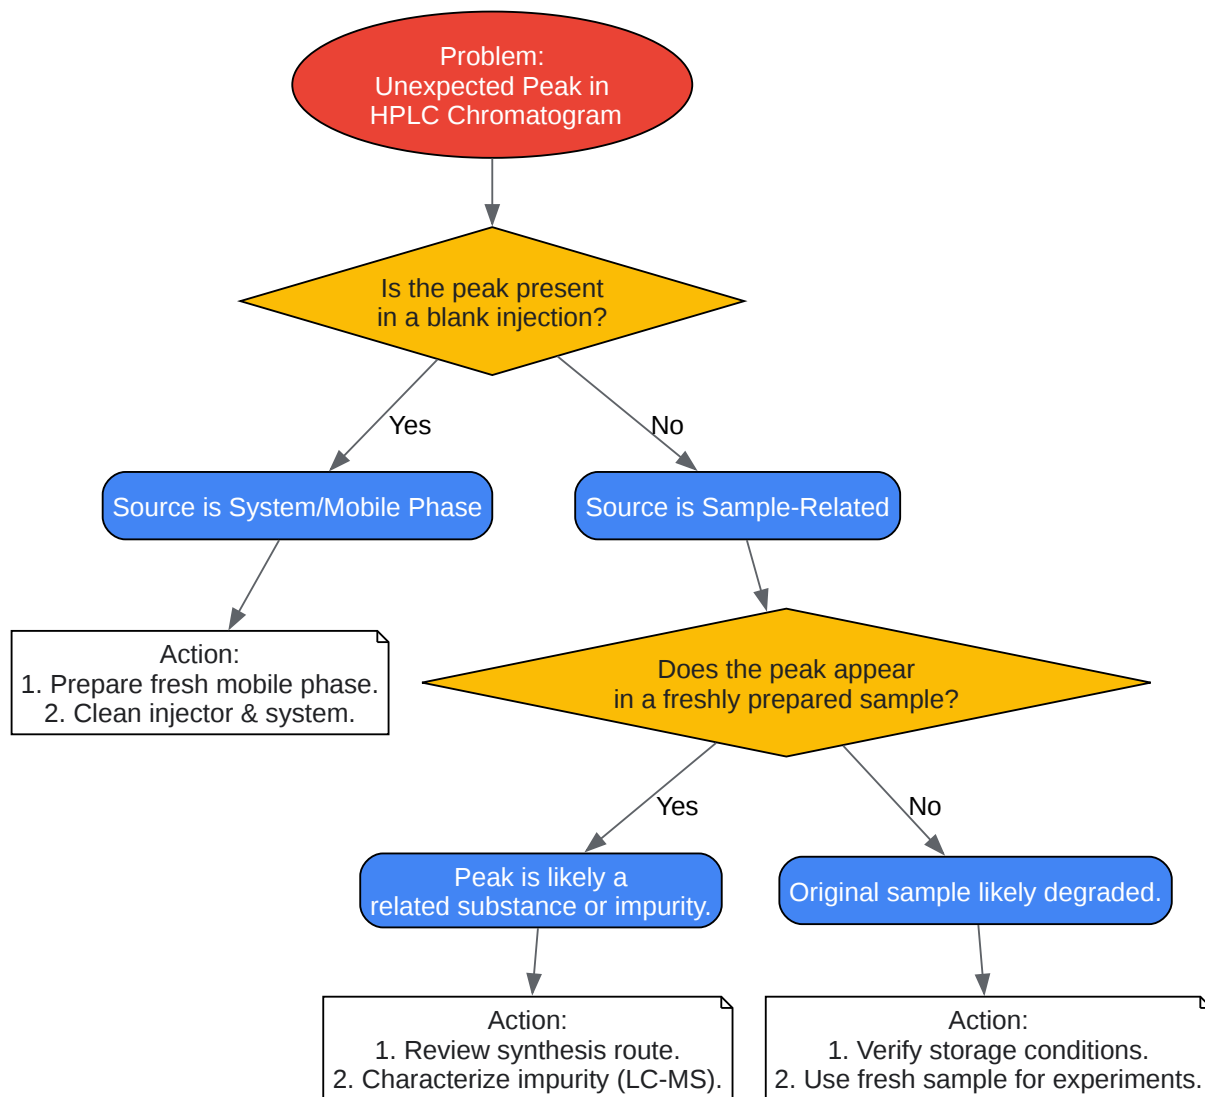 Problem:
Unexpected Peak in
HPLC Chromatogram
Is the peak present
in a blank injection?
Yes
No
Source is System/Mobile Phase
Source is Sample-Related
Action:
1. Prepare fresh mobile phase.
2. Clean injector & system.
Does the peak appear
in a freshly prepared sample?
Yes
No
Peak is likely a
related substance or impurity.
Original sample likely degraded.
Action:
1. Review synthesis route.
2. Characterize impurity (LC-MS).
Action:
1. Verify storage conditions.
2. Use fresh sample for experiments.